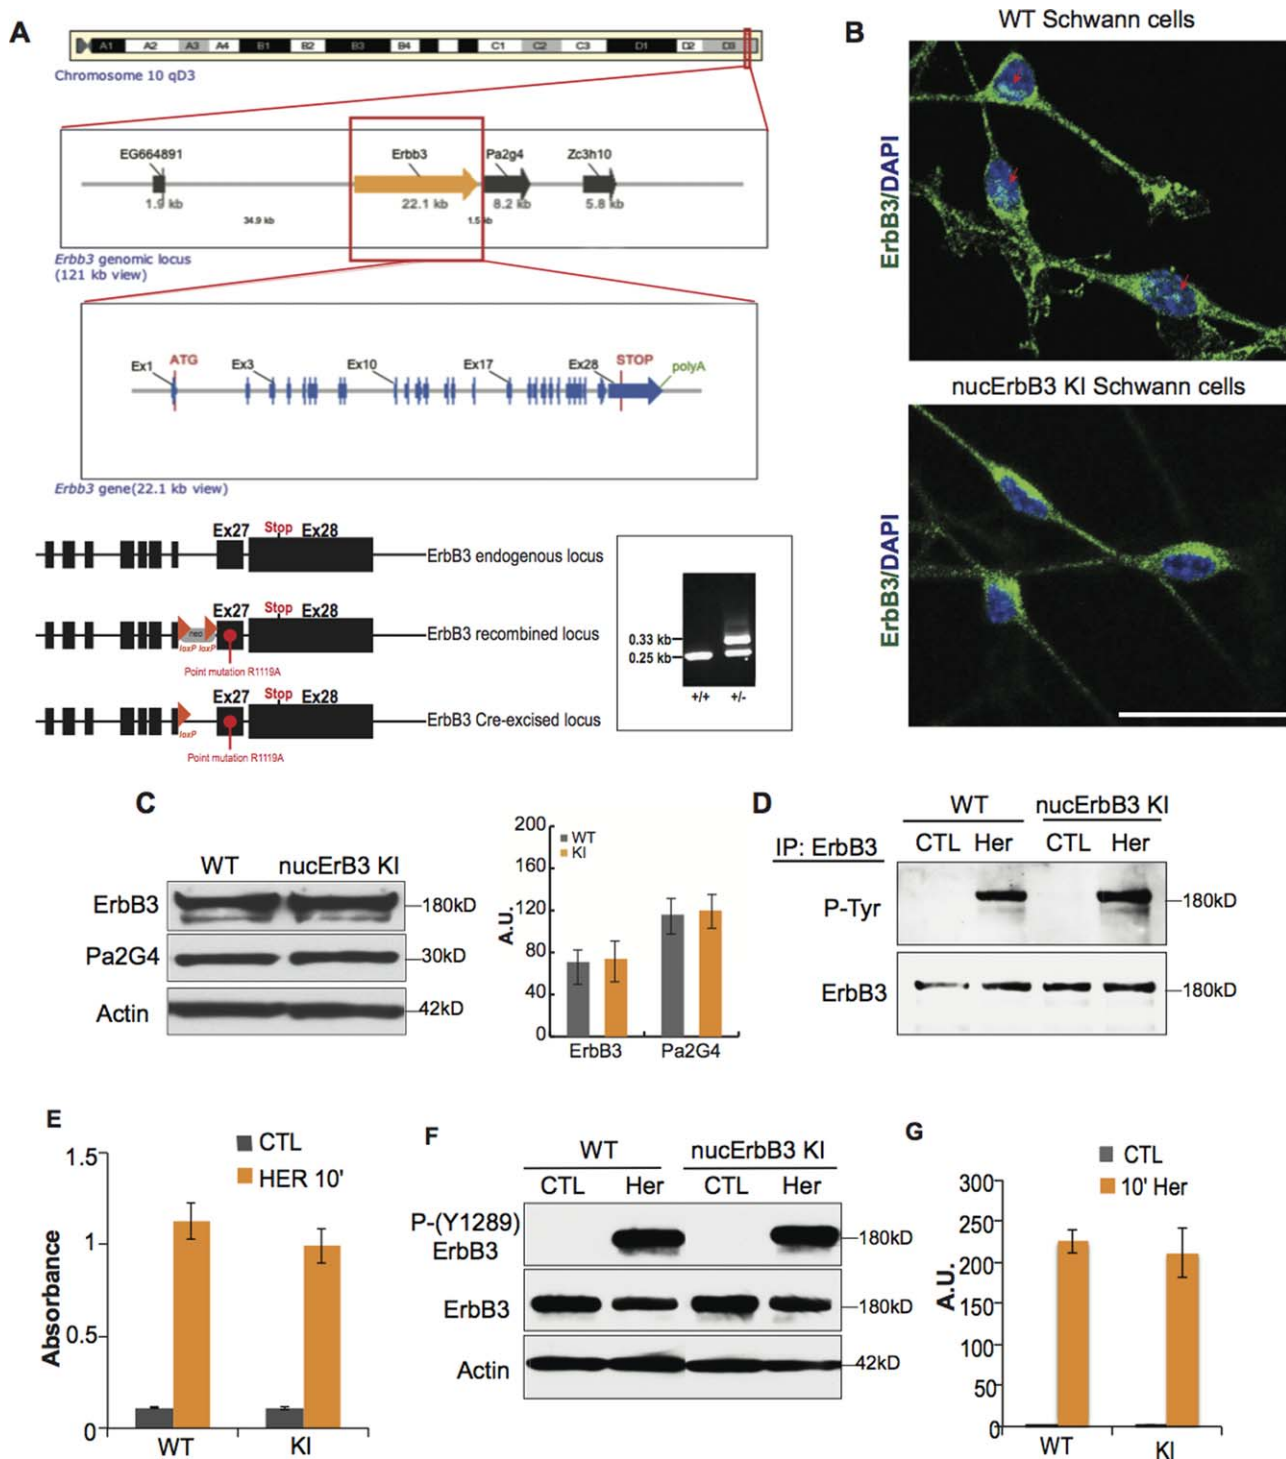 A
A1 A2 A3 A4 B1 B2 B3 B4 C1 C2 C3 D1 D2 D3
Chromosome 10 qD3
EG664891 Erbb3 Pa2g4 Zc3h10
1.9 kb 22.1 kb 8.2 kb 5.8 kb
34.9 kb 1.5 kb
Erbb3 genomic locus
(121 kb view)
Ex1 ATG Ex3 Ex10 Ex17 Ex28 STOP polyA
Erbb3 gene(22.1 kb view)
Ex27 Stop Ex28
ErbB3 endogenous locus
Ex27 Stop Ex28
neo
loxP loxP
ErbB3 recombined locus
Point mutation R1119A
Ex27 Stop Ex28
loxP
ErbB3 Cre-excised locus
Point mutation R1119A
0.33 kb
0.25 kb
+/+ +/-
B
WT Schwann cells
ErbB3/DAPI
nucErbB3 KI Schwann cells
ErbB3/DAPI
C
WT nucErB3 KI
ErbB3 180kD
Pa2G4 30kD
Actin 42kD
200
160
120
80
40
0
A.U.
WT
KI
ErbB3 Pa2G4
D
WT nucErbB3 KI
IP: ErbB3 CTL Her CTL Her
P-Tyr 180kD
ErbB3 180kD
E
CTL
HER 10'
1.5
1
0.5
0
Absorbance
WT KI
F
WT nucErbB3 KI
CTL Her CTL Her
P-(Y1289)
ErbB3 180kD
ErbB3 180kD
Actin 42kD
G
CTL
10' Her
300
250
200
150
100
50
0
A.U.
WT KI